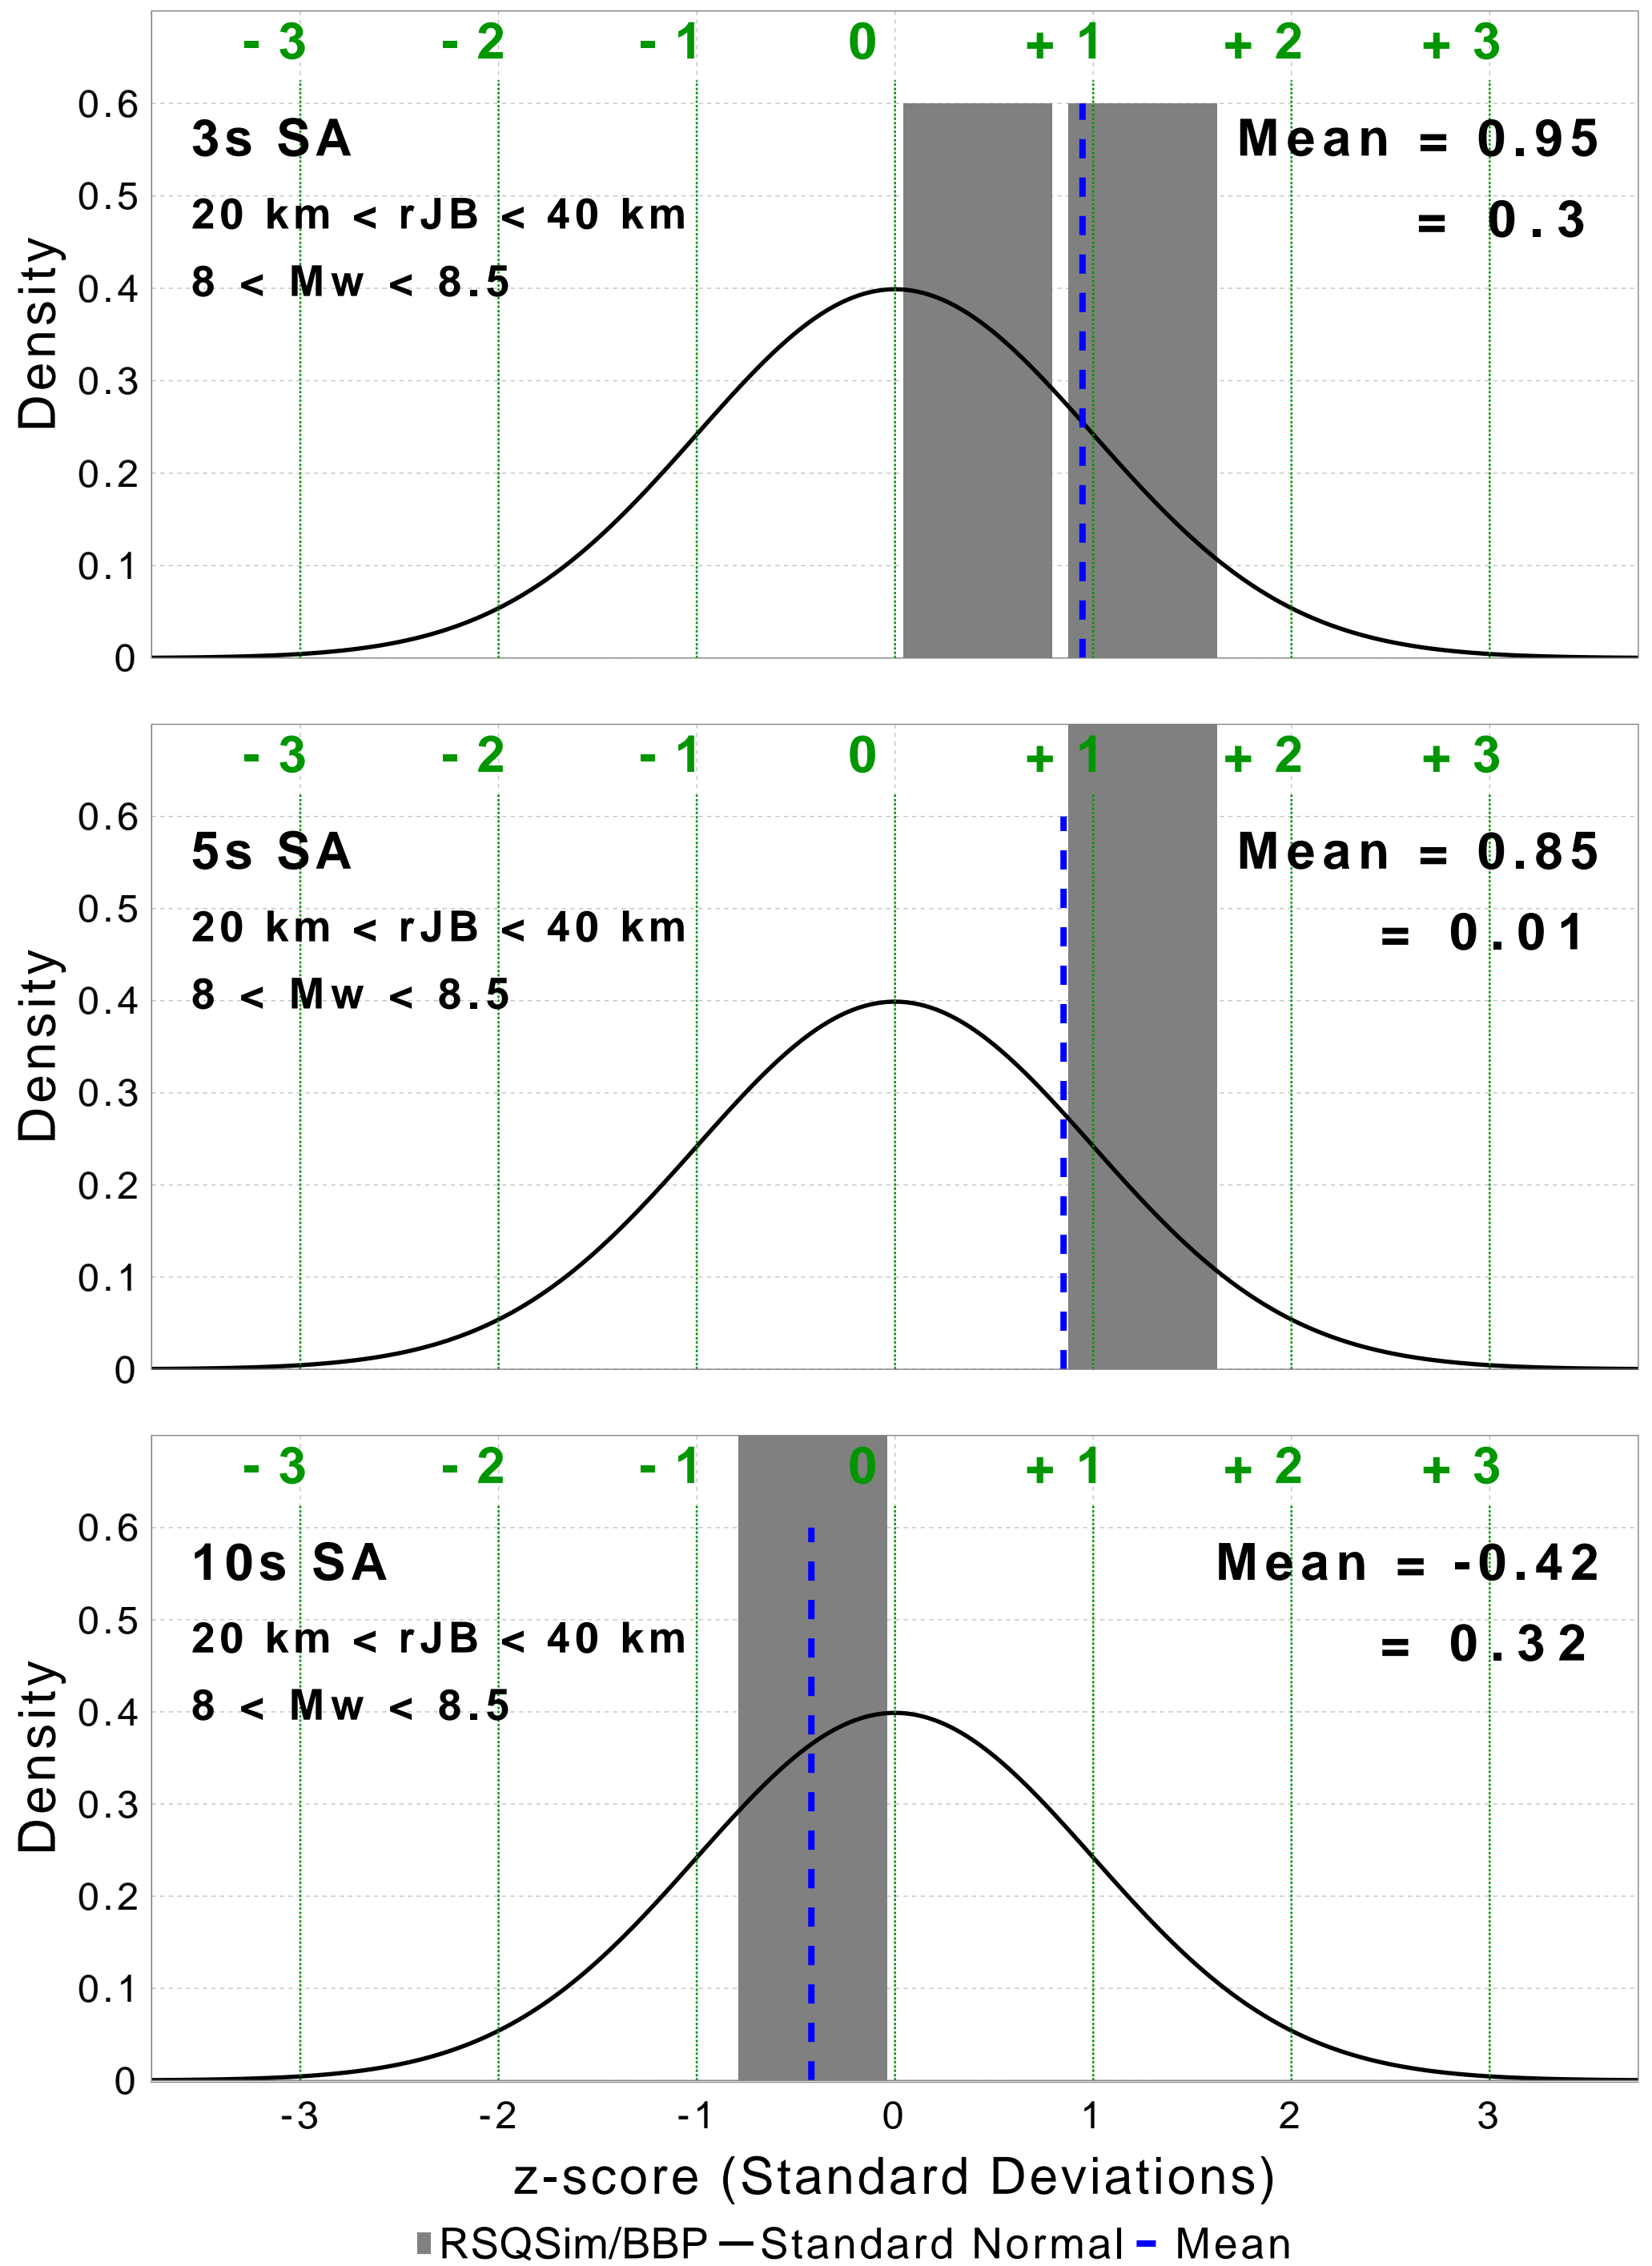 - 3 - 2 - 1 0 + 1 + 2 + 3
0.6
3s SA
Mean = 0.95
0.5
20 km < rJB < 40 km
= 0.3
0.4
8 < Mw < 8.5
Density
0.3
0.2
0.1
0
- 3 - 2 - 1 0 + 1 + 2 + 3
0.6
5s SA
Mean = 0.85
0.5
20 km < rJB < 40 km
= 0.01
0.4
8 < Mw < 8.5
Density
0.3
0.2
0.1
0
- 3 - 2 - 1 0 + 1 + 2 + 3
0.6
10s SA
Mean = -0.42
0.5
20 km < rJB < 40 km
= 0.32
0.4
8 < Mw < 8.5
Density
0.3
0.2
0.1
0
-3 -2 -1 0 1 2 3
z-score (Standard Deviations)
RSQSim/BBP Standard Normal Mean